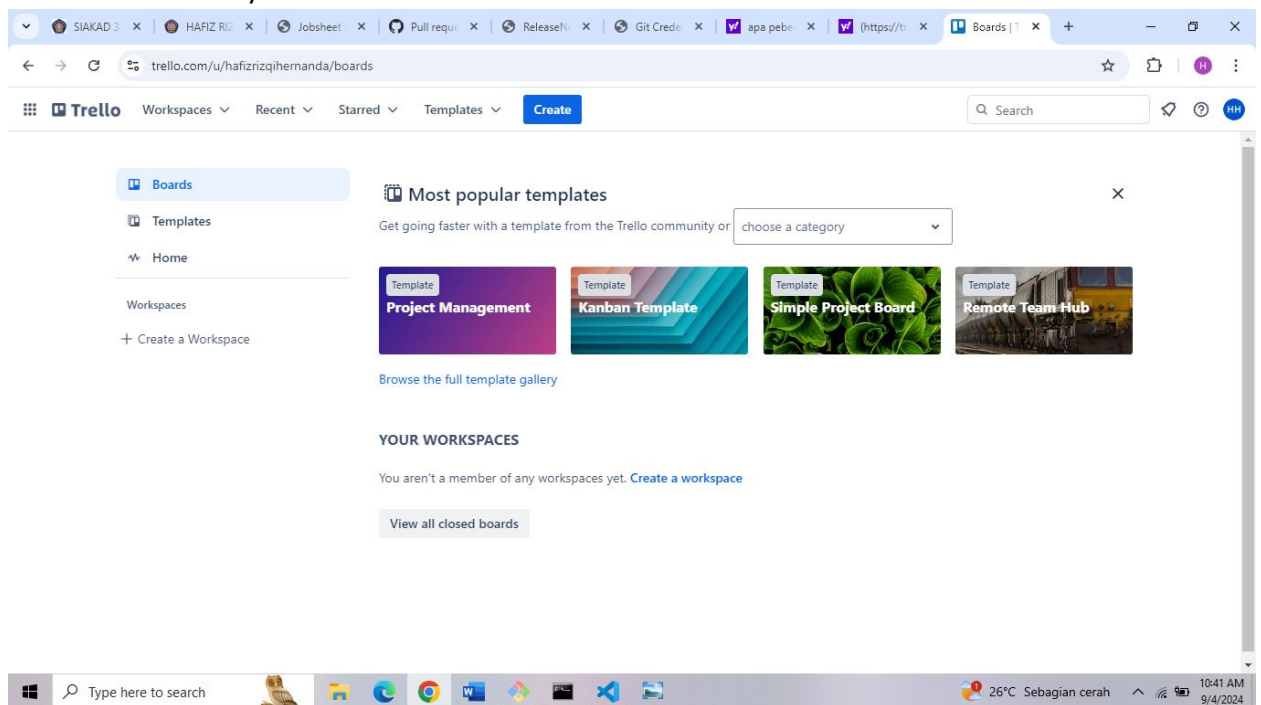 SIAKAD 3
HAFIZ RIZ
Jobsheet
Pull reque
ReleaseNo
Git Creder
apa peber
(https://tr
Boards | T
trello.com/u/hafizrizqihernanda/boards
H
Trello Workspaces Recent Starred Templates Create Search HH
Boards
Templates
Home
Workspaces
+ Create a Workspace
Most popular templates
Get going faster with a template from the Trello community or choose a category
Template
Project Management
Template
Kanban Template
Template
Simple Project Board
Template
Remote Team Hub
Browse the full template gallery
YOUR WORKSPACES
You aren't a member of any workspaces yet. Create a workspace
View all closed boards
Type here to search
26°C Sebagian cerah
10:41 AM
9/4/2024